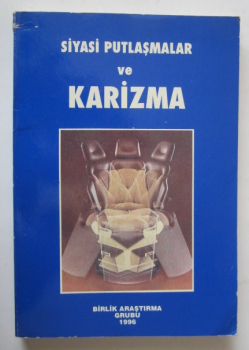 SİYASİ PUTLAŞMALAR
ve
KARİZMA
BİRLİK ARAŞTIRMA
GRUBU
1996